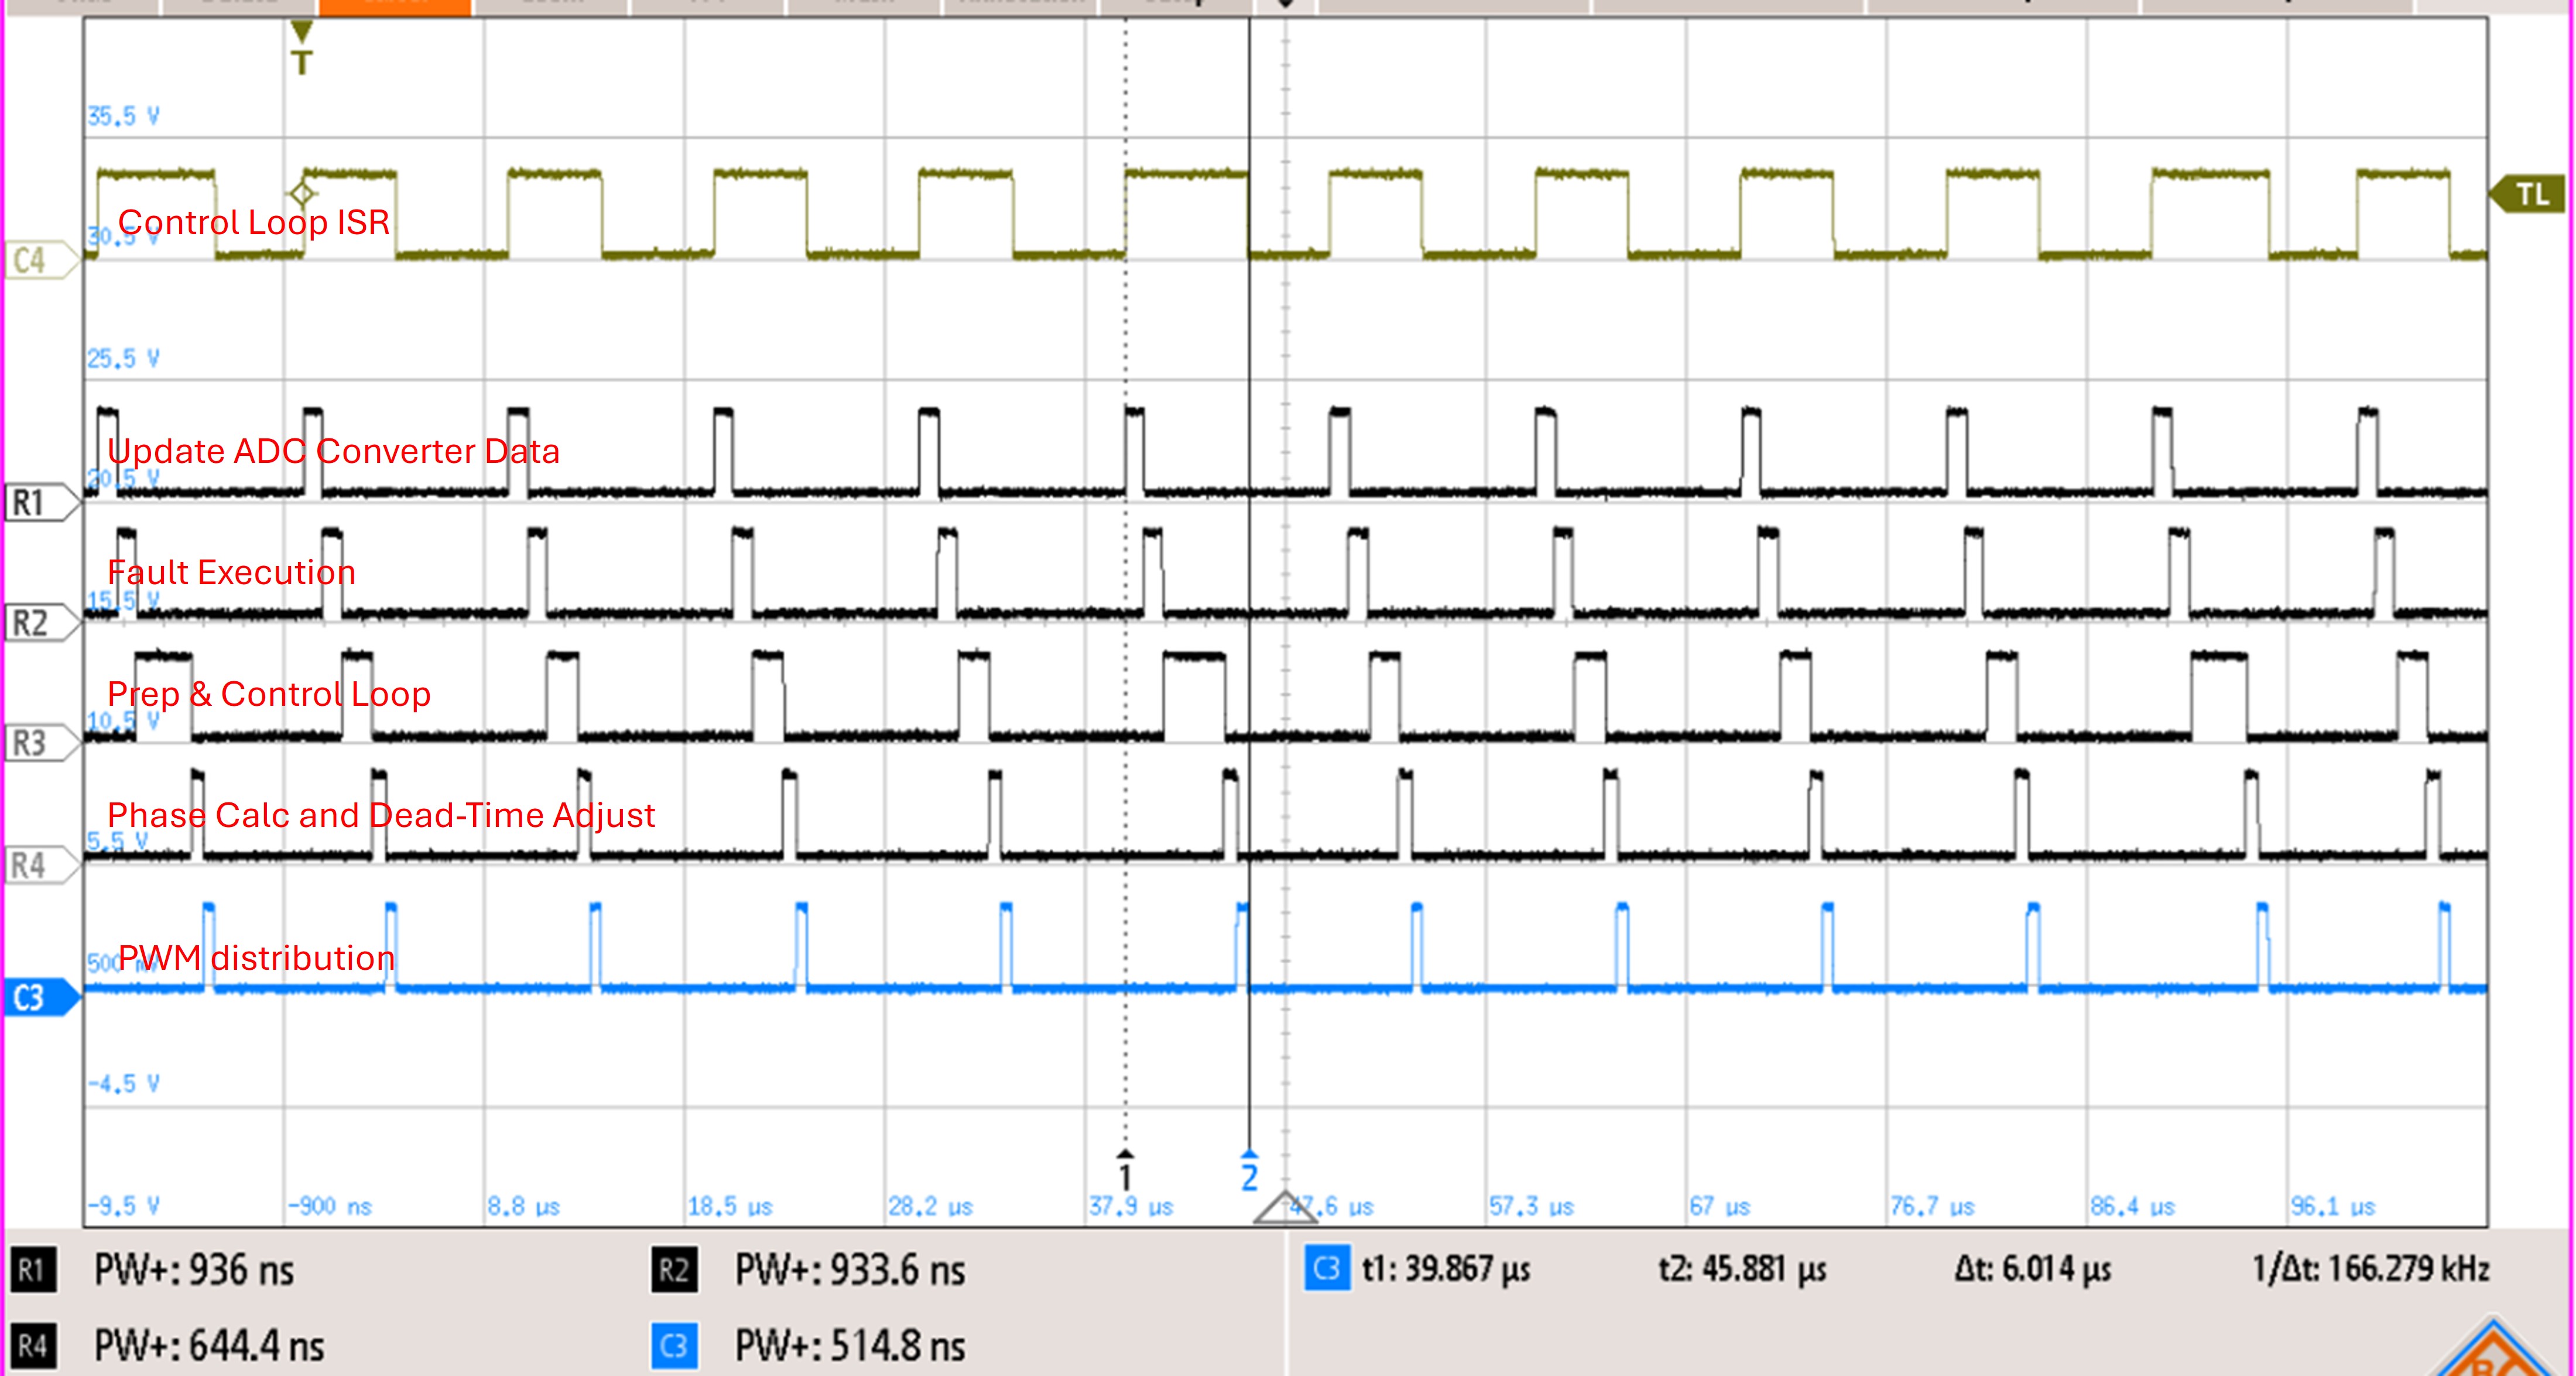 T
35.5 V
TL
Control Loop ISR
30.5 V
C4
25.5 V
Update ADC Converter Data
20.5 V
R1
Fault Execution
15.5 V
R2
Prep & Control Loop
10.5 V
R3
Phase Calc and Dead-Time Adjust
5.5 V
R4
PWM distribution
500 mV
C3
-4.5 V
1 2
-9.5 V -900 ns 8.8 µs 18.5 µs 28.2 µs 37.9 µs 47.6 µs 57.3 µs 67 µs 76.7 µs 86.4 µs 96.1 µs
R1 PW+: 936 ns R2 PW+: 933.6 ns C3 t1: 39.867 µs t2: 45.881 µs Δt: 6.014 µs 1/Δt: 166.279 kHz
R4 PW+: 644.4 ns C3 PW+: 514.8 ns